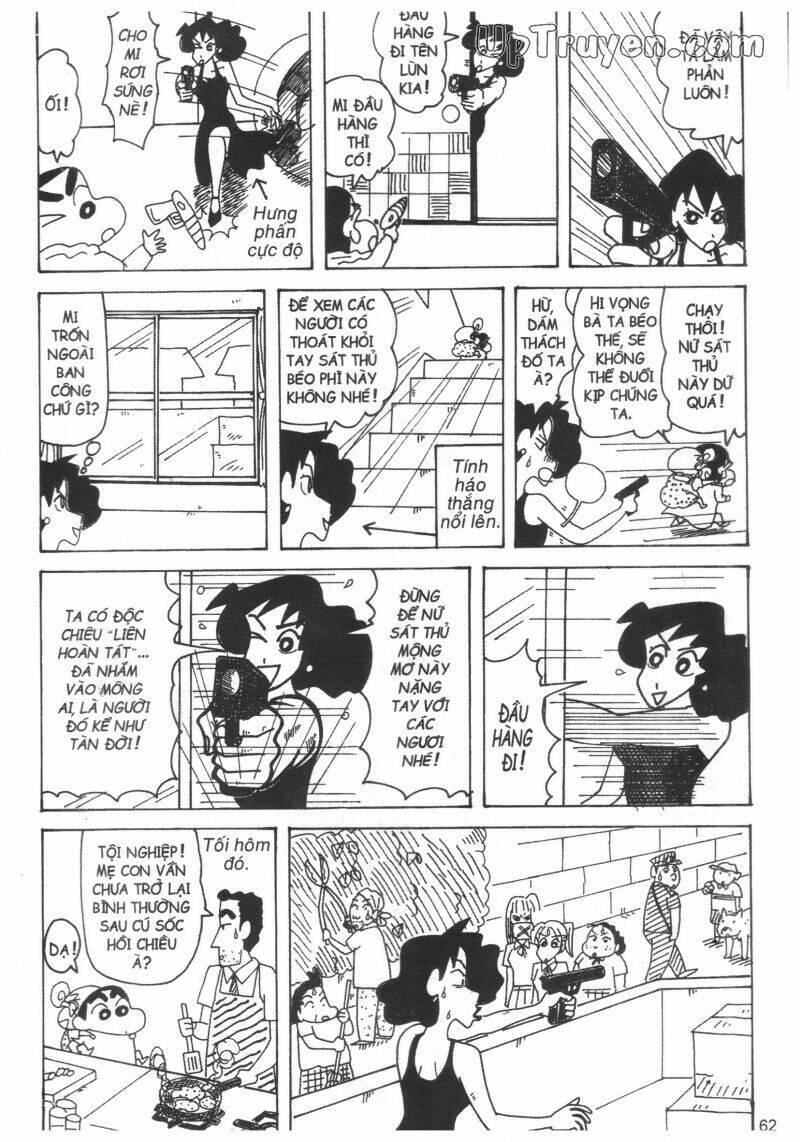 CHO
MI
RƠI
SỨNG
NÈ!
ỐI!
Hưng
phấn
cực độ
ĐẦU
HÀNG
ĐI TÊN
LÙN
KIA!
MI ĐẦU
HÀNG
THÌ
CÓ!
UpTruyen.com
ĐÃ VẬY
TA LÀM
PHẢN
LUÔN!
MI
TRỐN
NGOÀI
BAN
CÔNG
CHỨ GÌ?
ĐỂ XEM CÁC
NGƯỜI CÓ
THOÁT KHỎI
TAY SÁT THỦ
BÉO PHÌ NÀY
KHÔNG NHÉ!
Tính
háo
thắng
nổi lên.
HỪ,
DÁM
THÁCH
ĐỐ TA
À?
HI VỌNG
BÀ TA BÉO
THẾ, SẼ
KHÔNG
THỂ ĐUỔI
KỊP CHÚNG
TA.
CHẠY
THÔI!
NỮ SÁT
THỦ
NÀY DỮ
QUÁ!
TA CÓ ĐỘC
CHIÊU "LIÊN
HOÀN TÁT"...
ĐÃ NHẮM
VÀO MÔNG
AI, LÀ NGƯỜI
ĐÓ KỂ NHƯ
TÀN ĐỜI!
ĐỪNG
ĐỂ NỮ
SÁT THỦ
MỘNG
MƠ NÀY
NẶNG
TAY VỚI
CÁC
NGƯƠI
NHÉ!
ĐẦU
HÀNG
ĐI!
TỘI NGHIỆP!
MẸ CON VẪN
CHƯA TRỞ LẠI
BÌNH THƯỜNG
SAU CÚ SỐC
HỒI CHIỀU
À?
Tối hôm
đó.
DẠ!
62